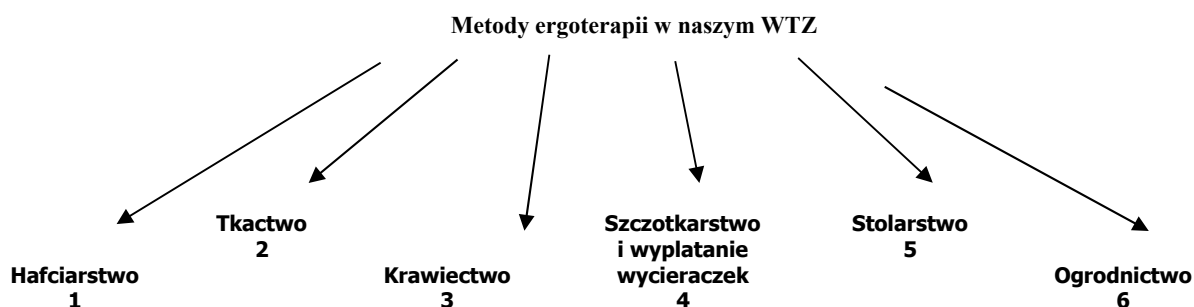 Metody ergoterapii w naszym WTZ
Hafciarstwo
1
Tkactwo
2
Krawiectwo
3
Szczotkarstwo
i wyplatanie
wycieraczek
4
Stolarstwo
5
Ogrodnictwo
6